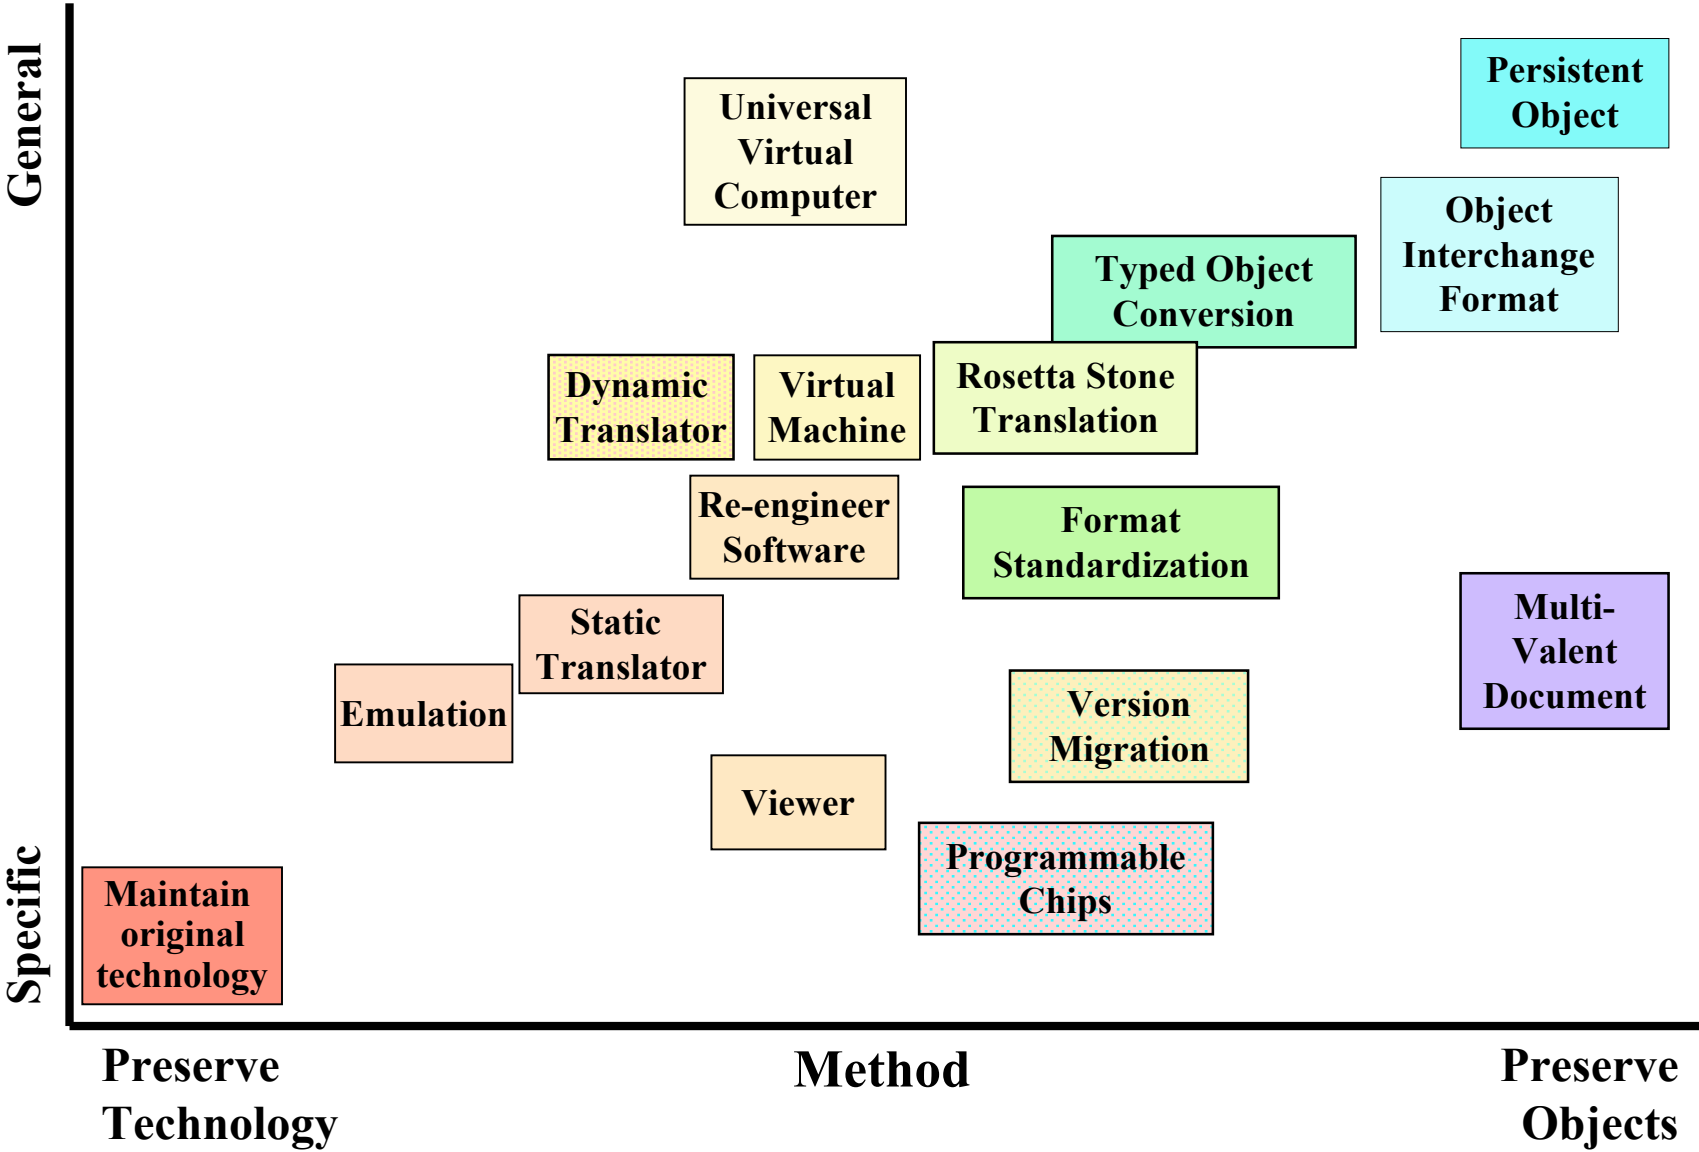 General
Specific
Persistent
Object
Universal
Virtual
Computer
Object
Interchange
Format
Typed Object
Conversion
Dynamic
Translator
Virtual
Machine
Rosetta Stone
Translation
Re-engineer
Software
Format
Standardization
Static
Translator
Multi-
Valent
Document
Emulation
Version
Migration
Viewer
Programmable
Chips
Maintain
original
technology
Preserve
Technology
Method
Preserve
Objects